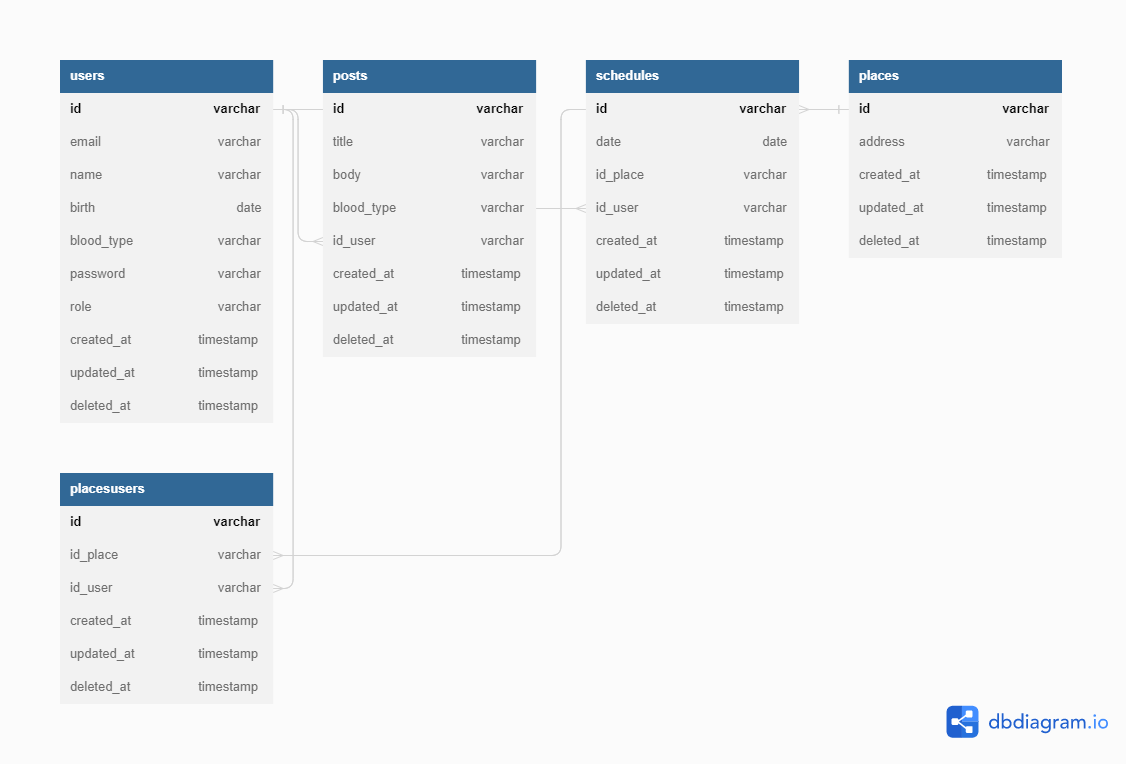 users
id varchar
email varchar
name varchar
birth date
blood_type varchar
password varchar
role varchar
created_at timestamp
updated_at timestamp
deleted_at timestamp
posts
id varchar
title varchar
body varchar
blood_type varchar
id_user varchar
created_at timestamp
updated_at timestamp
deleted_at timestamp
schedules
id varchar
date date
id_place varchar
id_user varchar
created_at timestamp
updated_at timestamp
deleted_at timestamp
places
id varchar
address varchar
created_at timestamp
updated_at timestamp
deleted_at timestamp
placesusers
id varchar
id_place varchar
id_user varchar
created_at timestamp
updated_at timestamp
deleted_at timestamp
dbdiagram.io